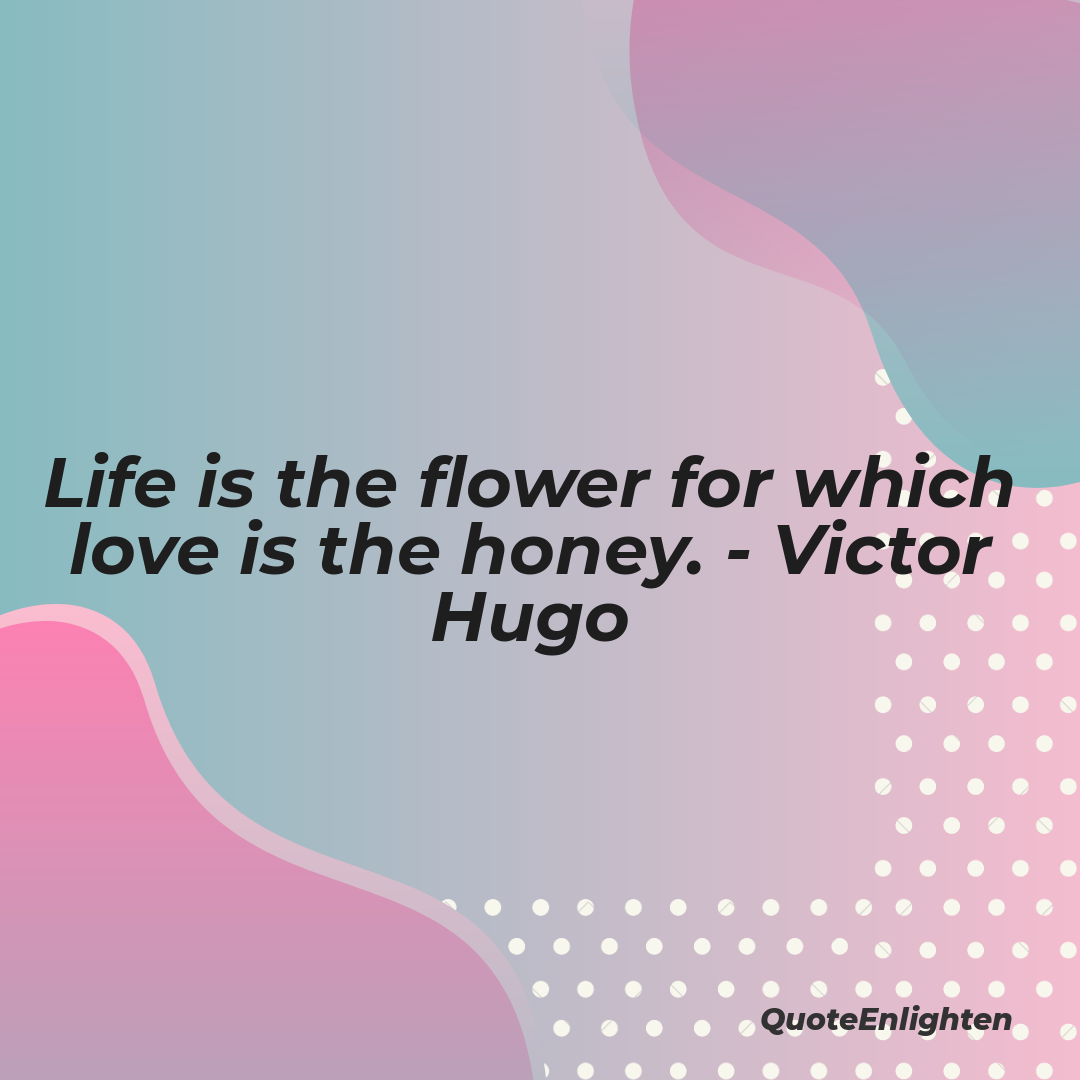 Life is the flower for which
love is the honey. - Victor
Hugo
QuoteEnlighten